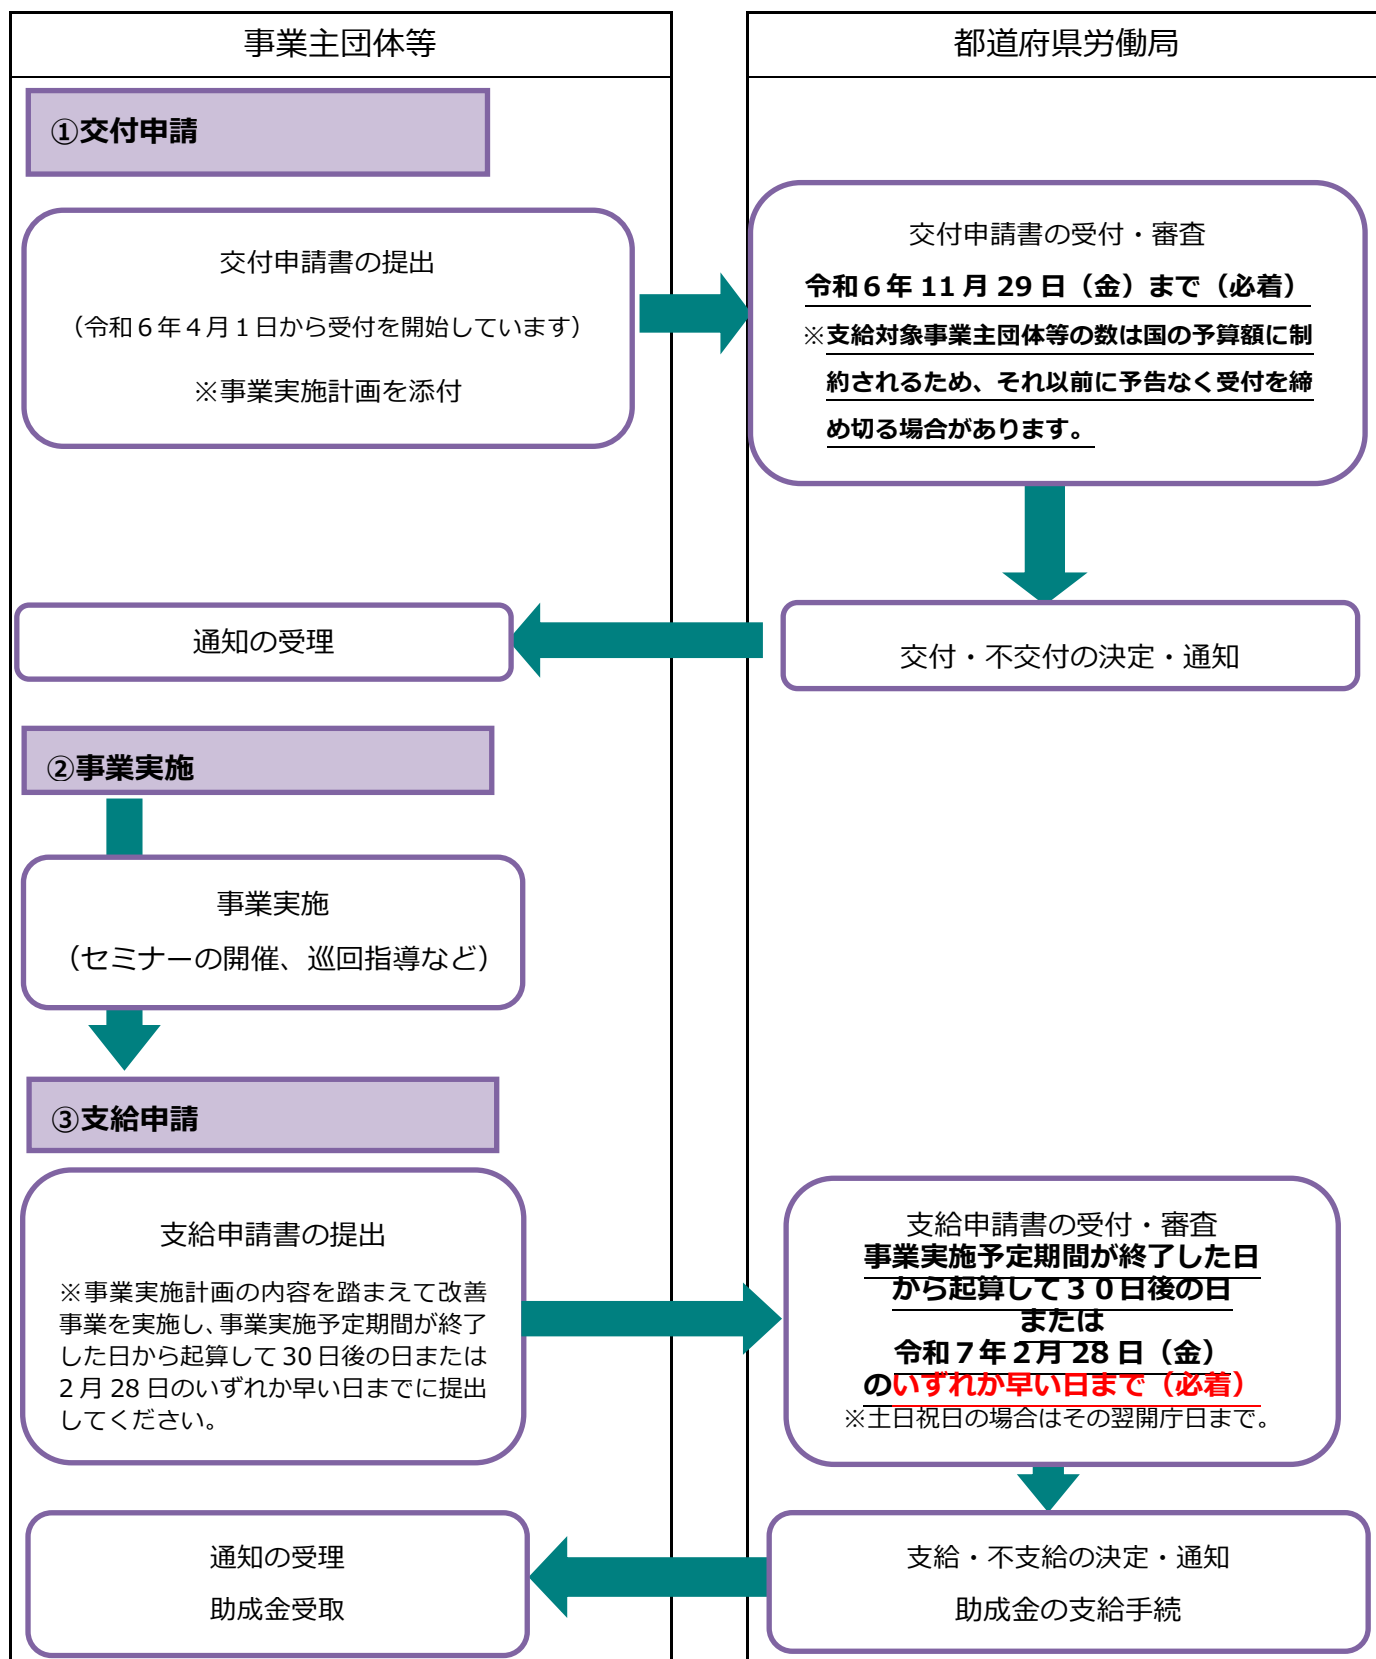 事業主団体等
都道府県労働局
①交付申請
交付申請書の提出
（令和６年４月１日から受付を開始しています）
※事業実施計画を添付
交付申請書の受付・審査
令和６年 11 月 29 日（金）まで（必着）
※支給対象事業主団体等の数は国の予算額に制
約されるため、それ以前に予告なく受付を締
め切る場合があります。
通知の受理
交付・不交付の決定・通知
②事業実施
事業実施
（セミナーの開催、巡回指導など）
③支給申請
支給申請書の提出
※事業実施計画の内容を踏まえて改善
事業を実施し、事業実施予定期間が終了
した日から起算して 30 日後の日または
2 月 28 日のいずれか早い日までに提出
してください。
支給申請書の受付・審査
事業実施予定期間が終了した日
から起算して３０日後の日
または
令和７年２月 28 日（金）
のいずれか早い日まで（必着）
※土日祝日の場合はその翌開庁日まで。
通知の受理
助成金受取
支給・不支給の決定・通知
助成金の支給手続